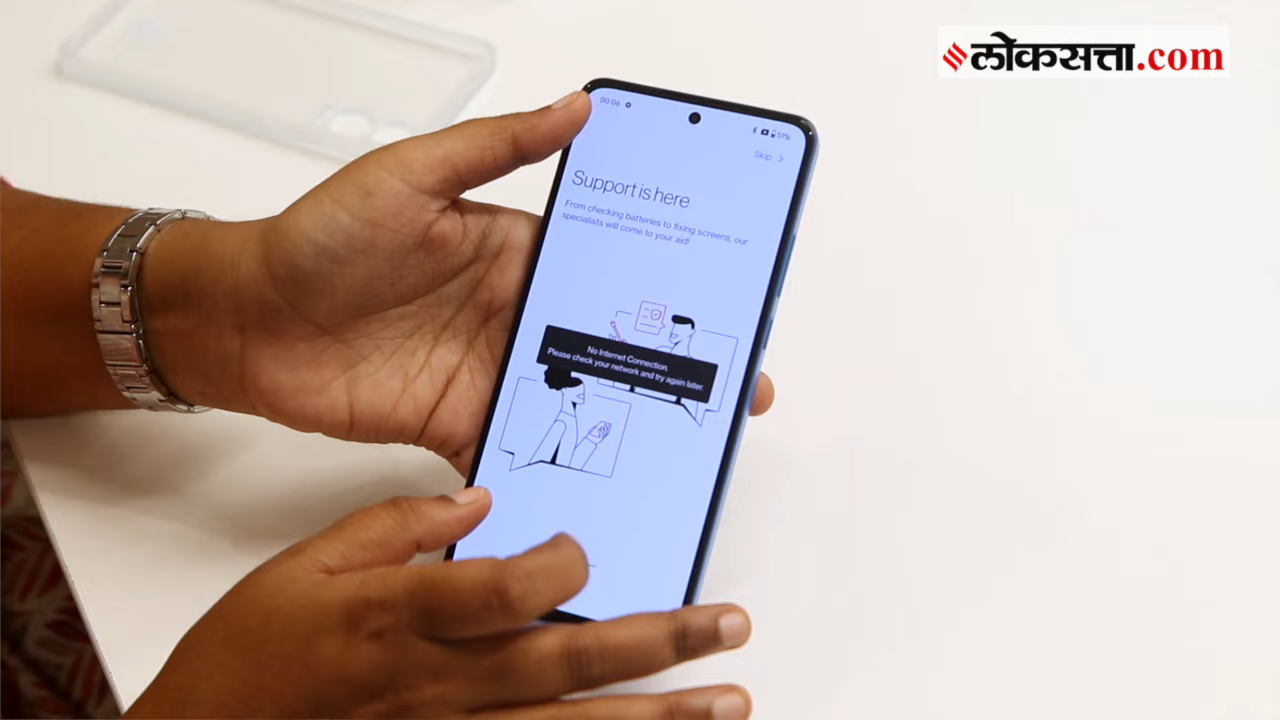 लोकसत्ता.com
00:06
51%
Skip
Support is here
From checking batteries to fixing screens, our
specialists will come to your aid!
No Internet Connection.
Please check your network and try again later.